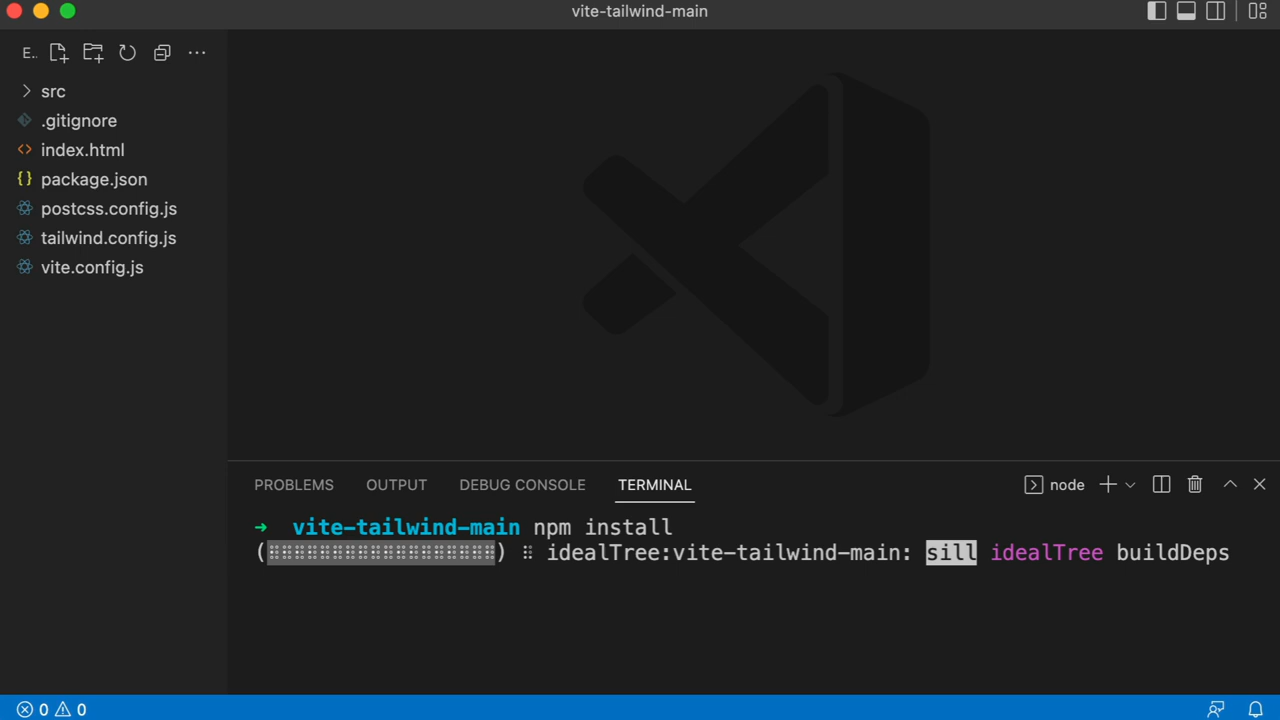 vite-tailwind-main
E..
src
.gitignore
index.html
{} package.json
postcss.config.js
tailwind.config.js
vite.config.js
PROBLEMS OUTPUT DEBUG CONSOLE TERMINAL node
➜ vite-tailwind-main npm install
(⠿⠿⠿⠿⠿⠿⠿⠿⠿⠿⠿⠿⠿⠿⠿⠿⠿⠿) ⠿ idealTree:vite-tailwind-main: sill idealTree buildDeps
0 0